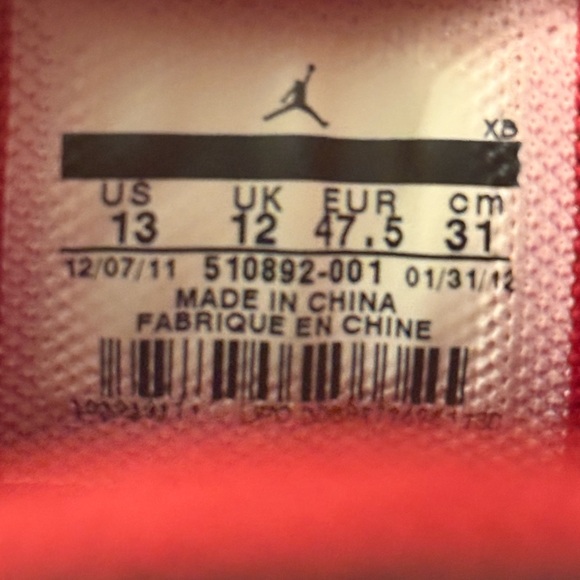 XB
US UK EUR cm
13 12 47.5 31
12/07/11 510892-001 01/31/12
MADE IN CHINA
FABRIQUE EN CHINE